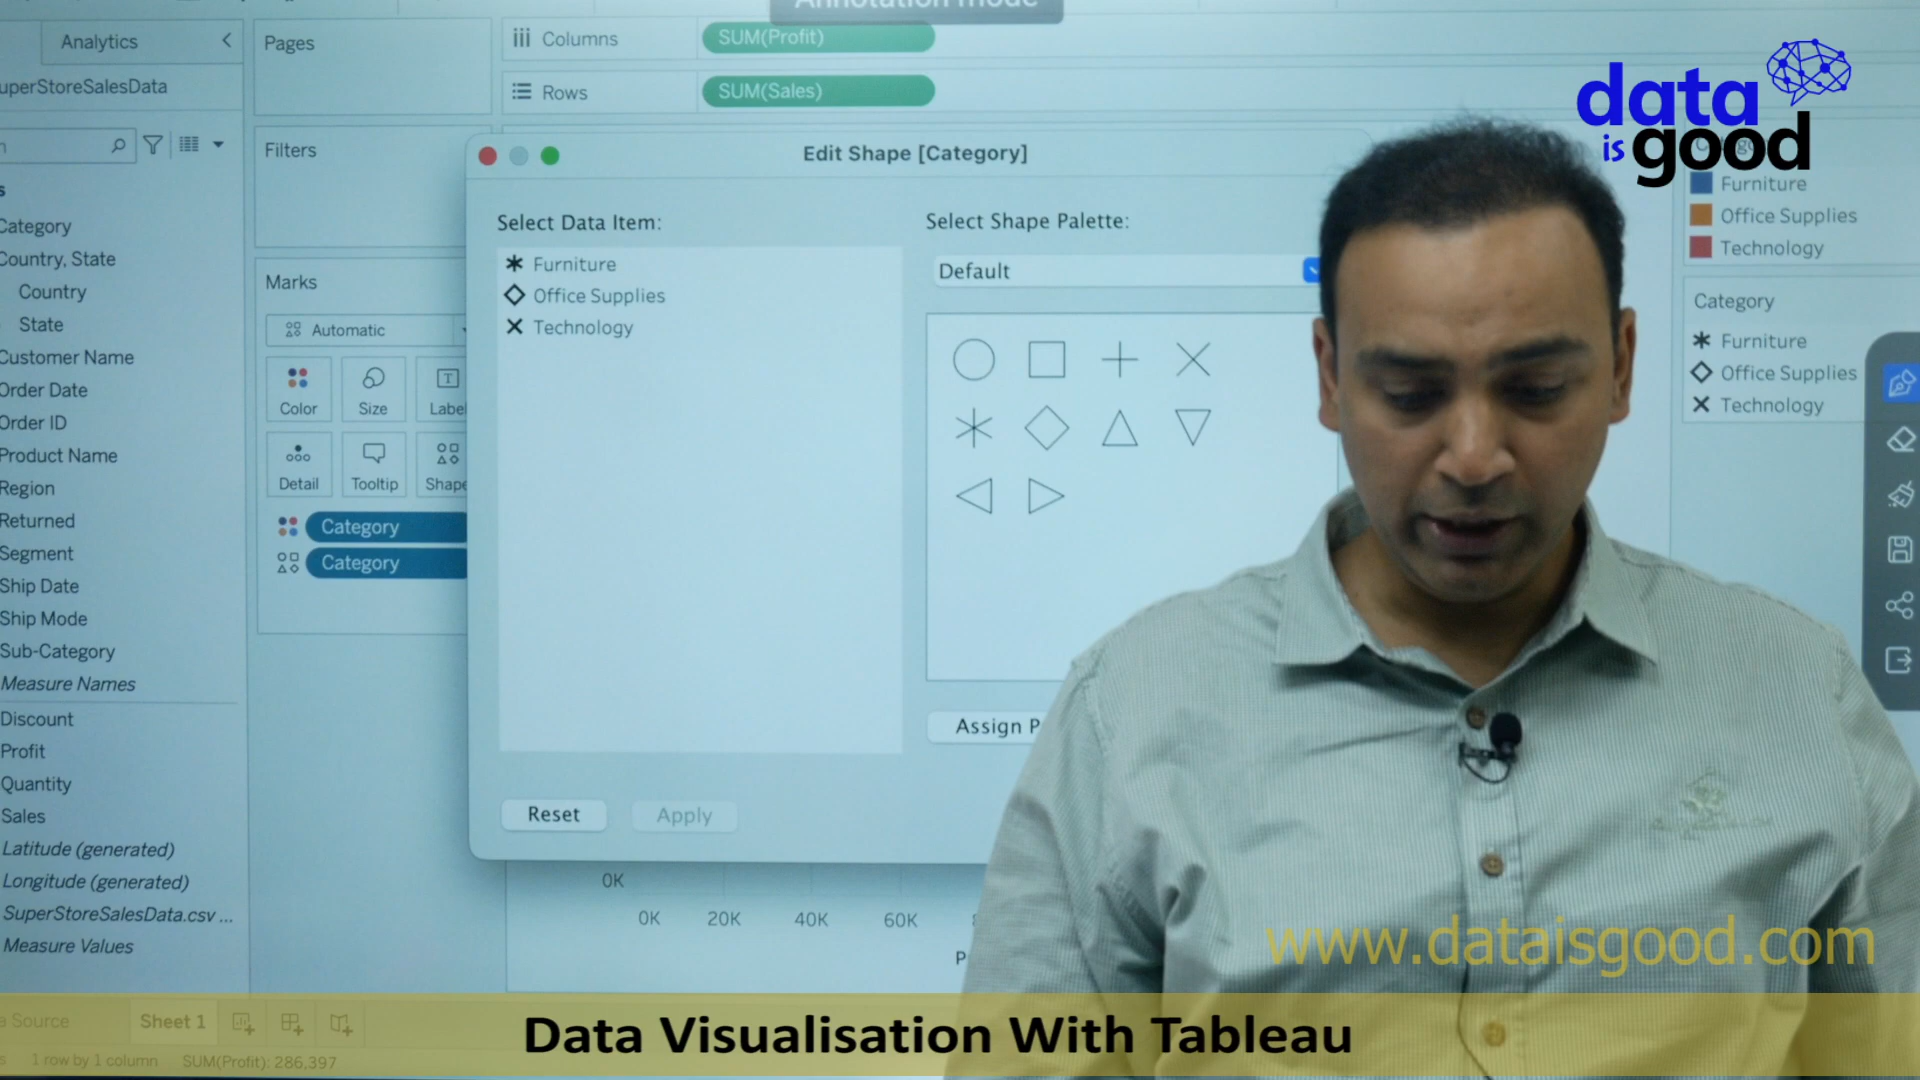 Analytics
Pages
Columns
SUM(Profit)
Rows
SUM(Sales)
uperStoreSalesData
Filters
Category
Country, State
Country
State
Customer Name
Order Date
Order ID
Product Name
Region
Returned
Segment
Ship Date
Ship Mode
Sub-Category
Measure Names
Discount
Profit
Quantity
Sales
Latitude (generated)
Longitude (generated)
SuperStoreSalesData.csv ...
Measure Values
Marks
Automatic
Color
Size
Label
Detail
Tooltip
Shape
Category
Category
Edit Shape [Category]
Select Data Item:
Furniture
Office Supplies
Technology
Select Shape Palette:
Default
Assign P
Reset
Apply
0K
0K 20K 40K 60K
P
data
is good
Furniture
Office Supplies
Technology
Category
Furniture
Office Supplies
Technology
www.dataisgood.com
a Source
Sheet 1
Data Visualisation With Tableau
s 1 row by 1 column SUM(Profit): 286,397